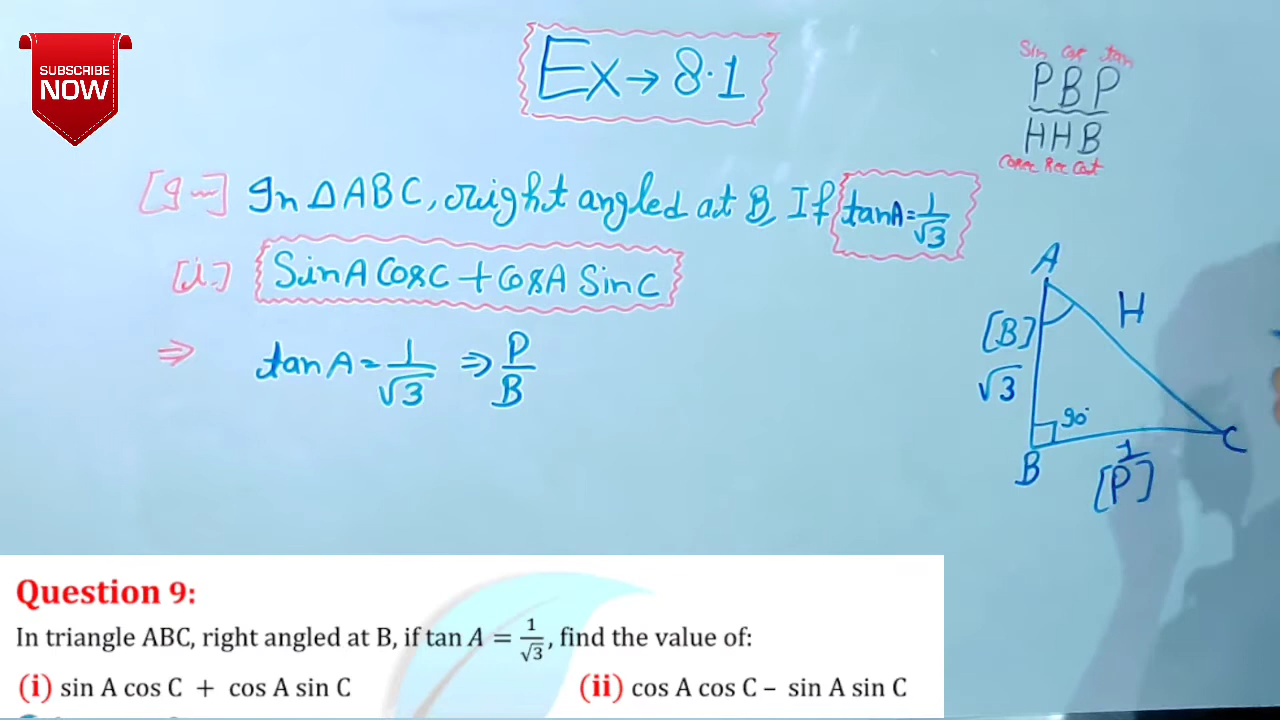 SUBSCRIBE
NOW
Ex → 8.1
Sin Cos tan
P B P
H H B
Cosec Sec Cot
[9] In △ABC, right angled at B, If tanA = 1/√3
[i.] SinA CosC + CosA SinC
⇒ tanA = 1/√3 ⇒ P/B
A
H
[B]
√3
90°
B
C
1
[P]
Question 9:
In triangle ABC, right angled at B, if tan A = 1/√3, find the value of:
(i) sin A cos C + cos A sin C (ii) cos A cos C – sin A sin C